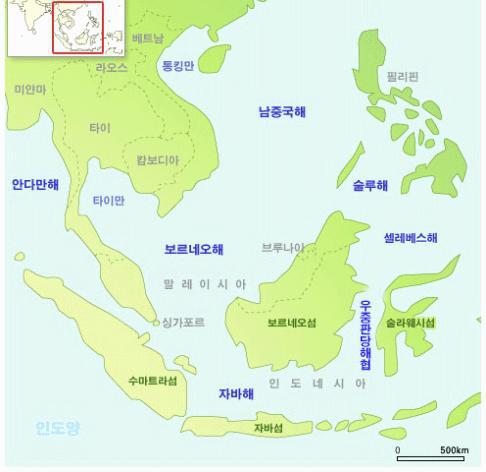 베트남
라오스
통킹만
미얀마
필리핀
남중국해
타이
캄보디아
안다만해
술루해
타이만
보르네오해
브루나이
셀레베스해
말 레 이 시 아
우중판당해협
싱가포르
보르네오섬
술라웨시섬
수마트라섬
인 도 네 시 아
자바해
인도양
자바섬
0 500km